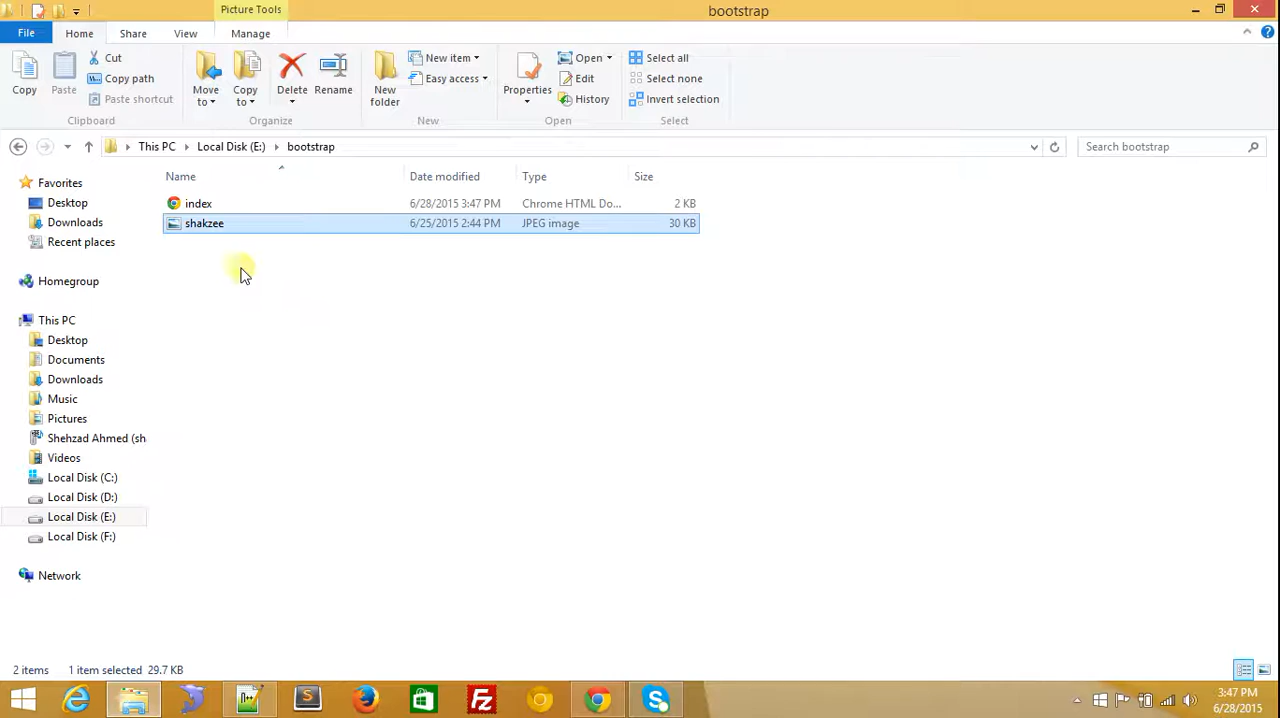 Picture Tools
bootstrap
File Home Share View Manage
Copy
Paste
Cut
Copy path
Paste shortcut
Clipboard
Move to
Copy to
Delete
Rename
Organize
New folder
New item
Easy access
New
Properties
Open
Edit
History
Open
Select all
Select none
Invert selection
Select
This PC Local Disk (E:) bootstrap
Search bootstrap
Name Date modified Type Size
index 6/28/2015 3:47 PM Chrome HTML Do... 2 KB
shakzee 6/25/2015 2:44 PM JPEG image 30 KB
Favorites
Desktop
Downloads
Recent places
Homegroup
This PC
Desktop
Documents
Downloads
Music
Pictures
Shehzad Ahmed (sh
Videos
Local Disk (C:)
Local Disk (D:)
Local Disk (E:)
Local Disk (F:)
Network
2 items 1 item selected 29.7 KB
3:47 PM
6/28/2015